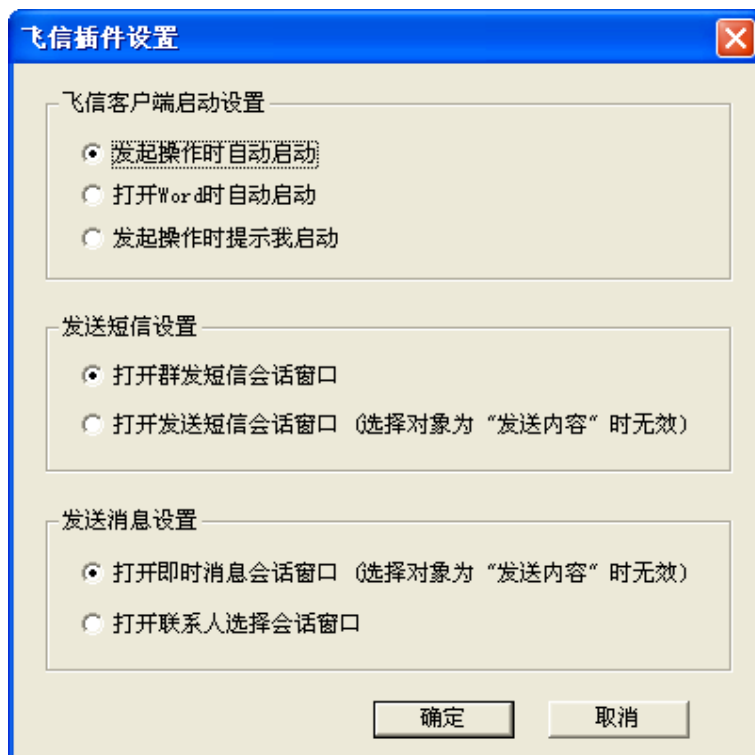 飞信插件设置
飞信客户端启动设置
发起操作时自动启动
打开Word时自动启动
发起操作时提示我启动
发送短信设置
打开群发短信会话窗口
打开发送短信会话窗口（选择对象为“发送内容”时无效）
发送消息设置
打开即时消息会话窗口（选择对象为“发送内容”时无效）
打开联系人选择会话窗口
确定
取消